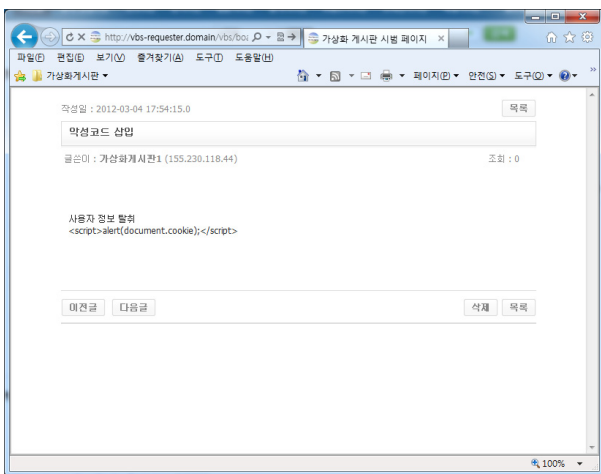 http://vbs-requester.domain/vbs/boa
가상화 게시판 시범 페이지
파일(F) 편집(E) 보기(V) 즐겨찾기(A) 도구(T) 도움말(H)
가상화게시판
페이지(P) 안전(S) 도구(O)
작성일 : 2012-03-04 17:54:15.0 목록
악성코드 삽입
글쓴이 : 가상화게시판1 (155.230.118.44) 조회 : 0
사용자 정보 탈취
<script>alert(document.cookie);</script>
이전글 다음글 삭제 목록
100%